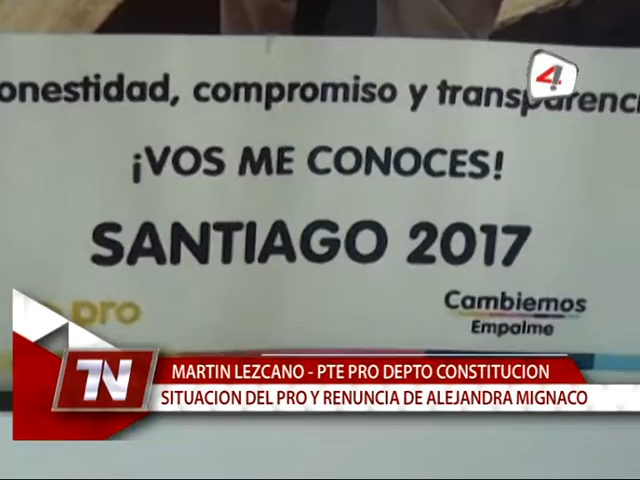 onestidad, compromiso y transparenci
¡VOS ME CONOCES!
SANTIAGO 2017
pro
Cambiemos
Empalme
4
TN
MARTIN LEZCANO - PTE PRO DEPTO CONSTITUCION
SITUACION DEL PRO Y RENUNCIA DE ALEJANDRA MIGNACO